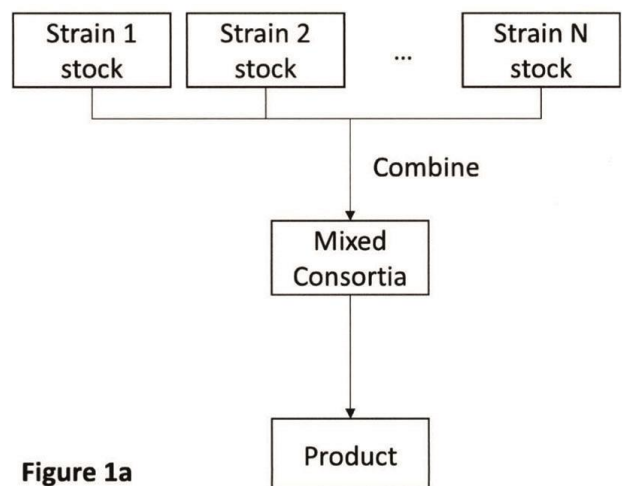 Strain 1
stock
Strain 2
stock
...
Strain N
stock
Combine
Mixed
Consortia
Product
Figure 1a